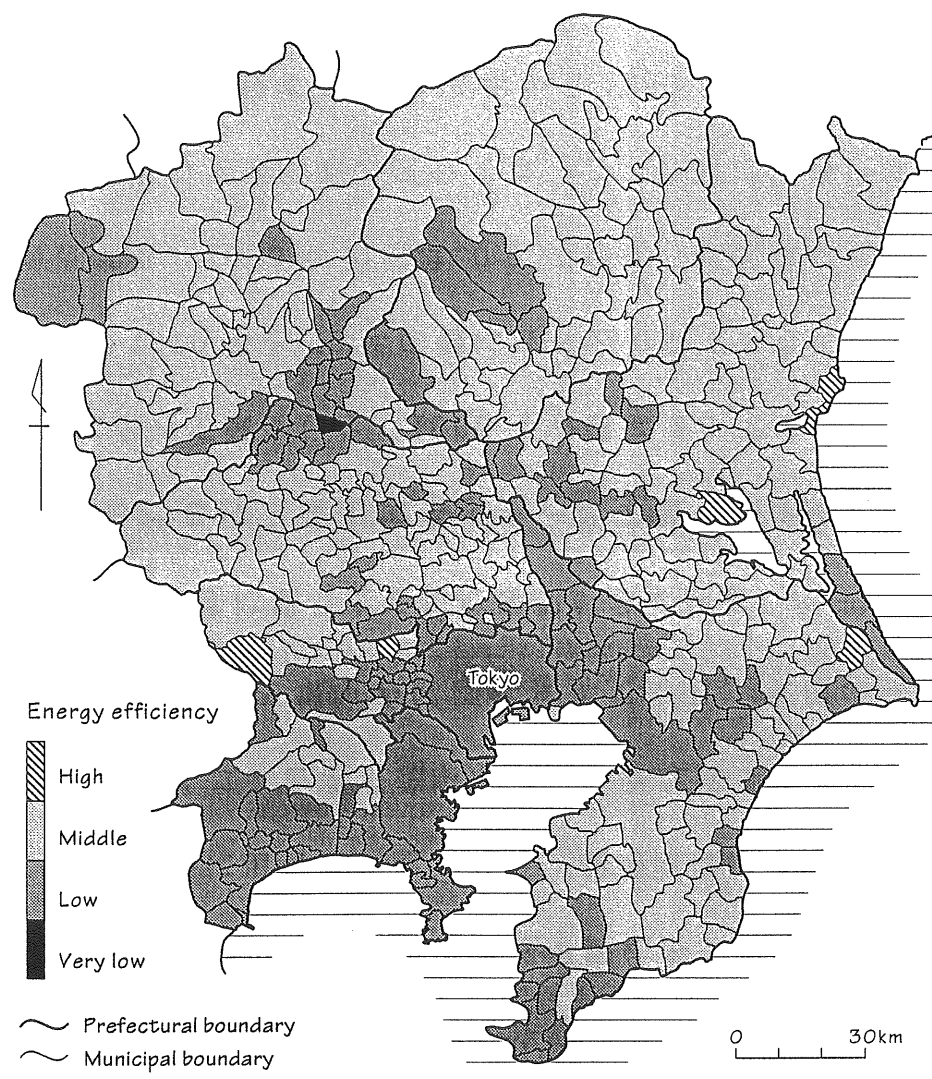 Tokyo
Energy efficiency
High
Middle
Low
Very low
Prefectural boundary
Municipal boundary
0 30km